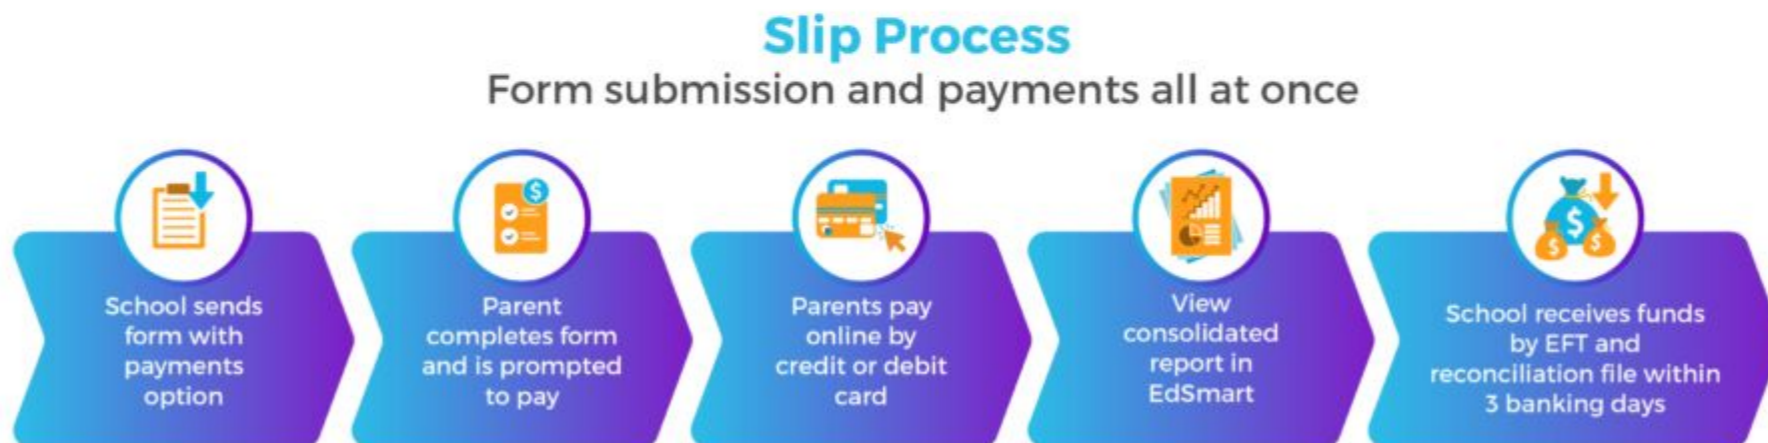 Slip Process
Form submission and payments all at once
School sends
form with
payments
option
Parent
completes form
and is prompted
to pay
Parents pay
online by
credit or debit
card
View
consolidated
report in
EdSmart
School receives funds
by EFT and
reconciliation file within
3 banking days